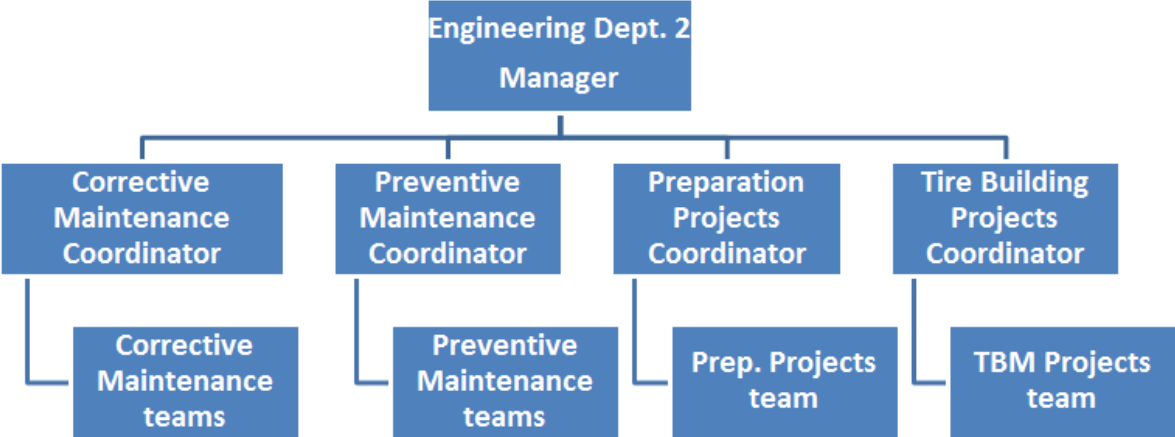 Engineering Dept. 2
Manager
Corrective
Maintenance
Coordinator
Preventive
Maintenance
Coordinator
Preparation
Projects
Coordinator
Tire Building
Projects
Coordinator
Corrective
Maintenance
teams
Preventive
Maintenance
teams
Prep. Projects
team
TBM Projects
team